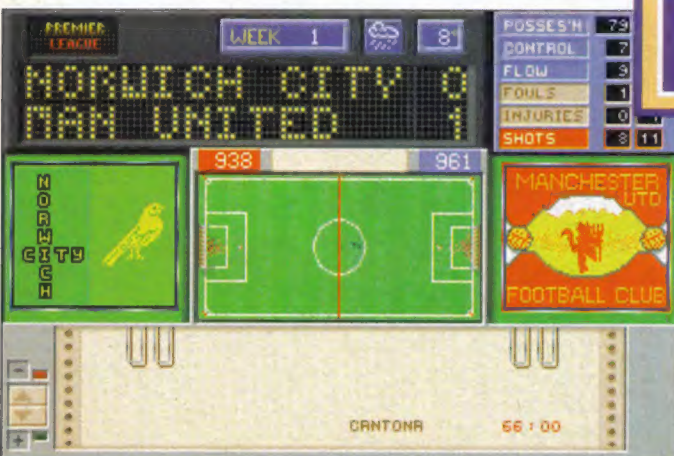 PREMIER
LEAGUE
WEEK 1
8°
NORWICH CITY 0
MAN UNITED 1
POSSES'N 79
CONTROL 7
FLOW 9
FOULS 1
INJURIES 0
SHOTS 8 11
938
961
NORWICH
CITY
MANCHESTER
UTD
FOOTBALL CLUB
CANTONA 66:00